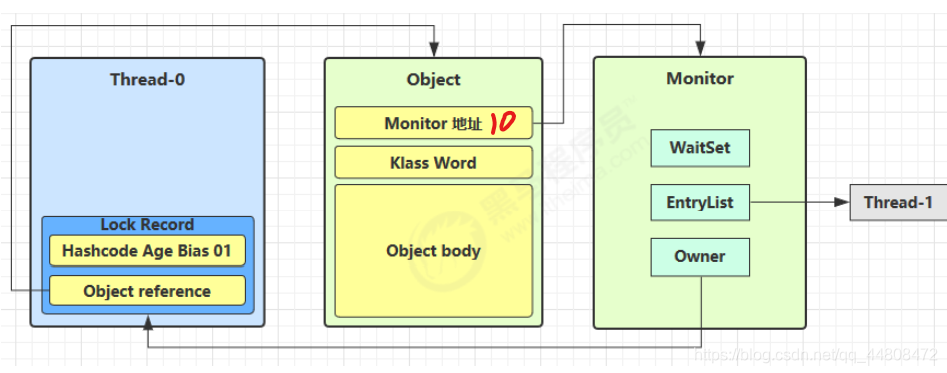 Thread-0
Lock Record
Hashcode Age Bias 01
Object reference
Object
Monitor 地址 10
Klass Word
Object body
Monitor
WaitSet
EntryList
Owner
Thread-1
黑马程序员
www.itheima.com
https://blog.csdn.net/qq_44808472